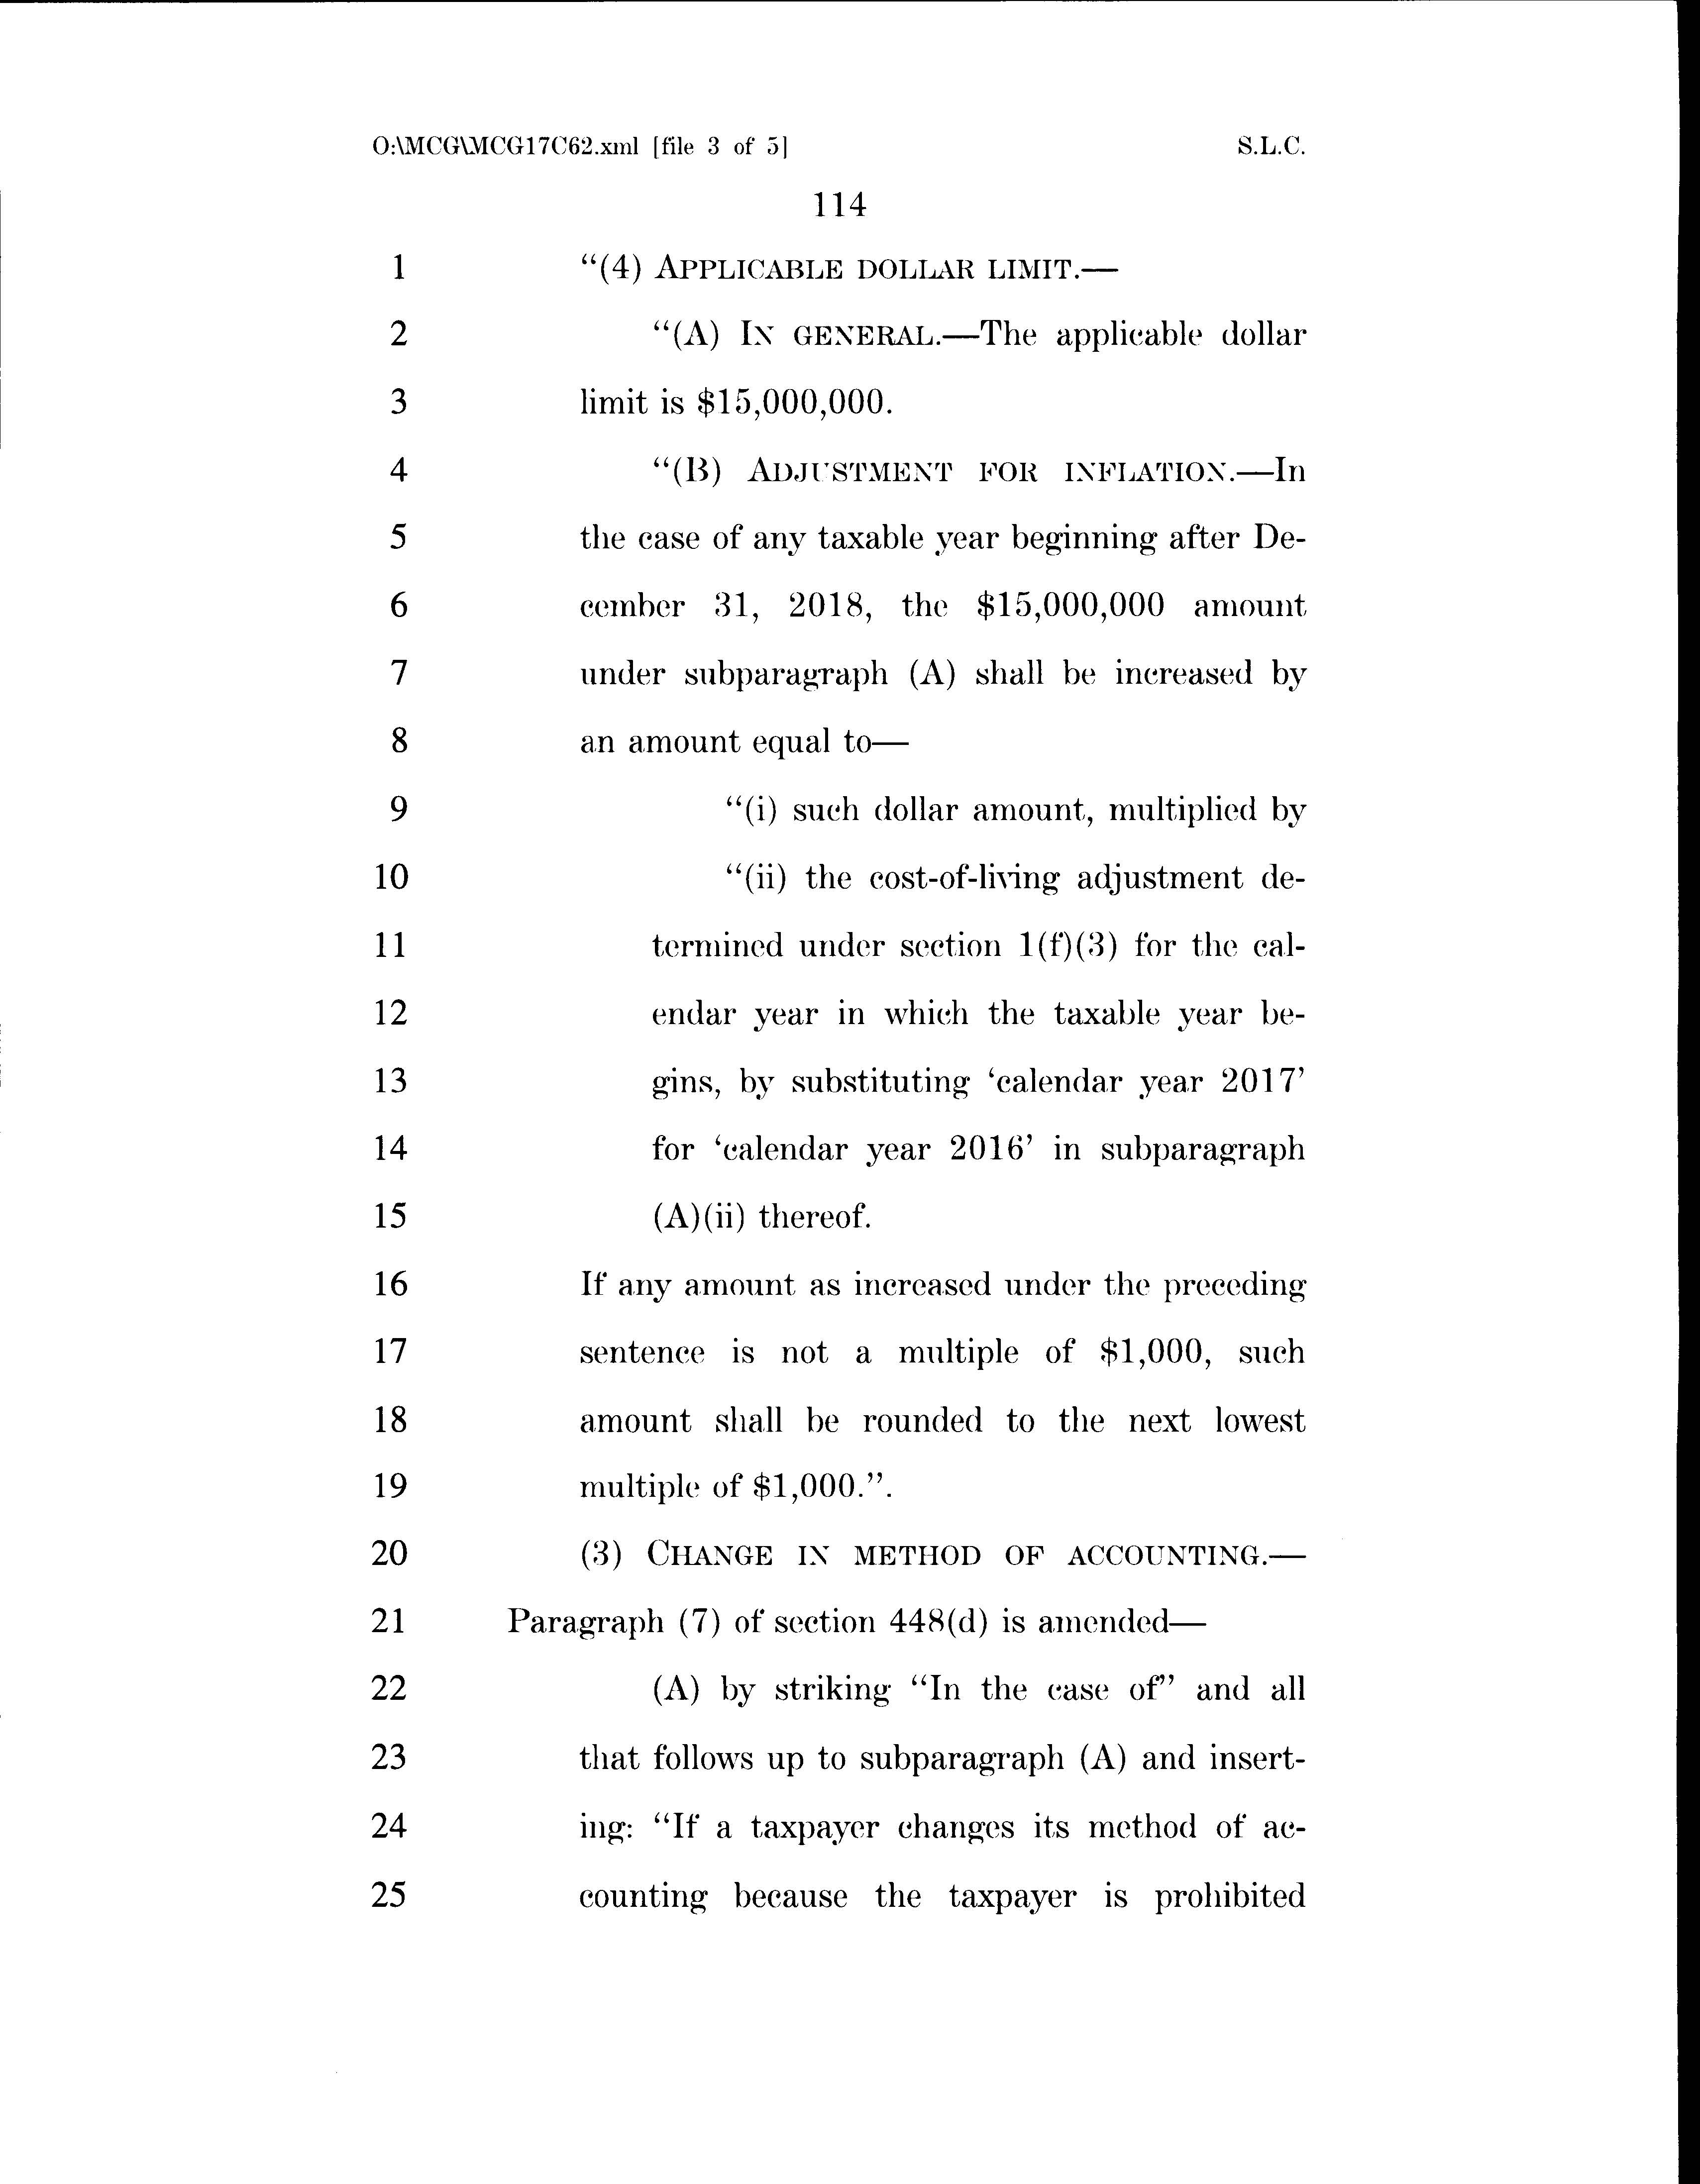 O:\MCG\MCG17C62.xml [file 3 of 5] S.L.C.
114
1 “(4) APPLICABLE DOLLAR LIMIT.—
2 “(A) IN GENERAL.—The applicable dollar
3 limit is $15,000,000.
4 “(B) ADJUSTMENT FOR INFLATION.—In
5 the case of any taxable year beginning after De-
6 cember 31, 2018, the $15,000,000 amount
7 under subparagraph (A) shall be increased by
8 an amount equal to—
9 “(i) such dollar amount, multiplied by
10 “(ii) the cost-of-living adjustment de-
11 termined under section 1(f)(3) for the cal-
12 endar year in which the taxable year be-
13 gins, by substituting ‘calendar year 2017’
14 for ‘calendar year 2016’ in subparagraph
15 (A)(ii) thereof.
16 If any amount as increased under the preceding
17 sentence is not a multiple of $1,000, such
18 amount shall be rounded to the next lowest
19 multiple of $1,000.”.
20 (3) CHANGE IN METHOD OF ACCOUNTING.—
21 Paragraph (7) of section 448(d) is amended—
22 (A) by striking “In the case of” and all
23 that follows up to subparagraph (A) and insert-
24 ing: “If a taxpayer changes its method of ac-
25 counting because the taxpayer is prohibited